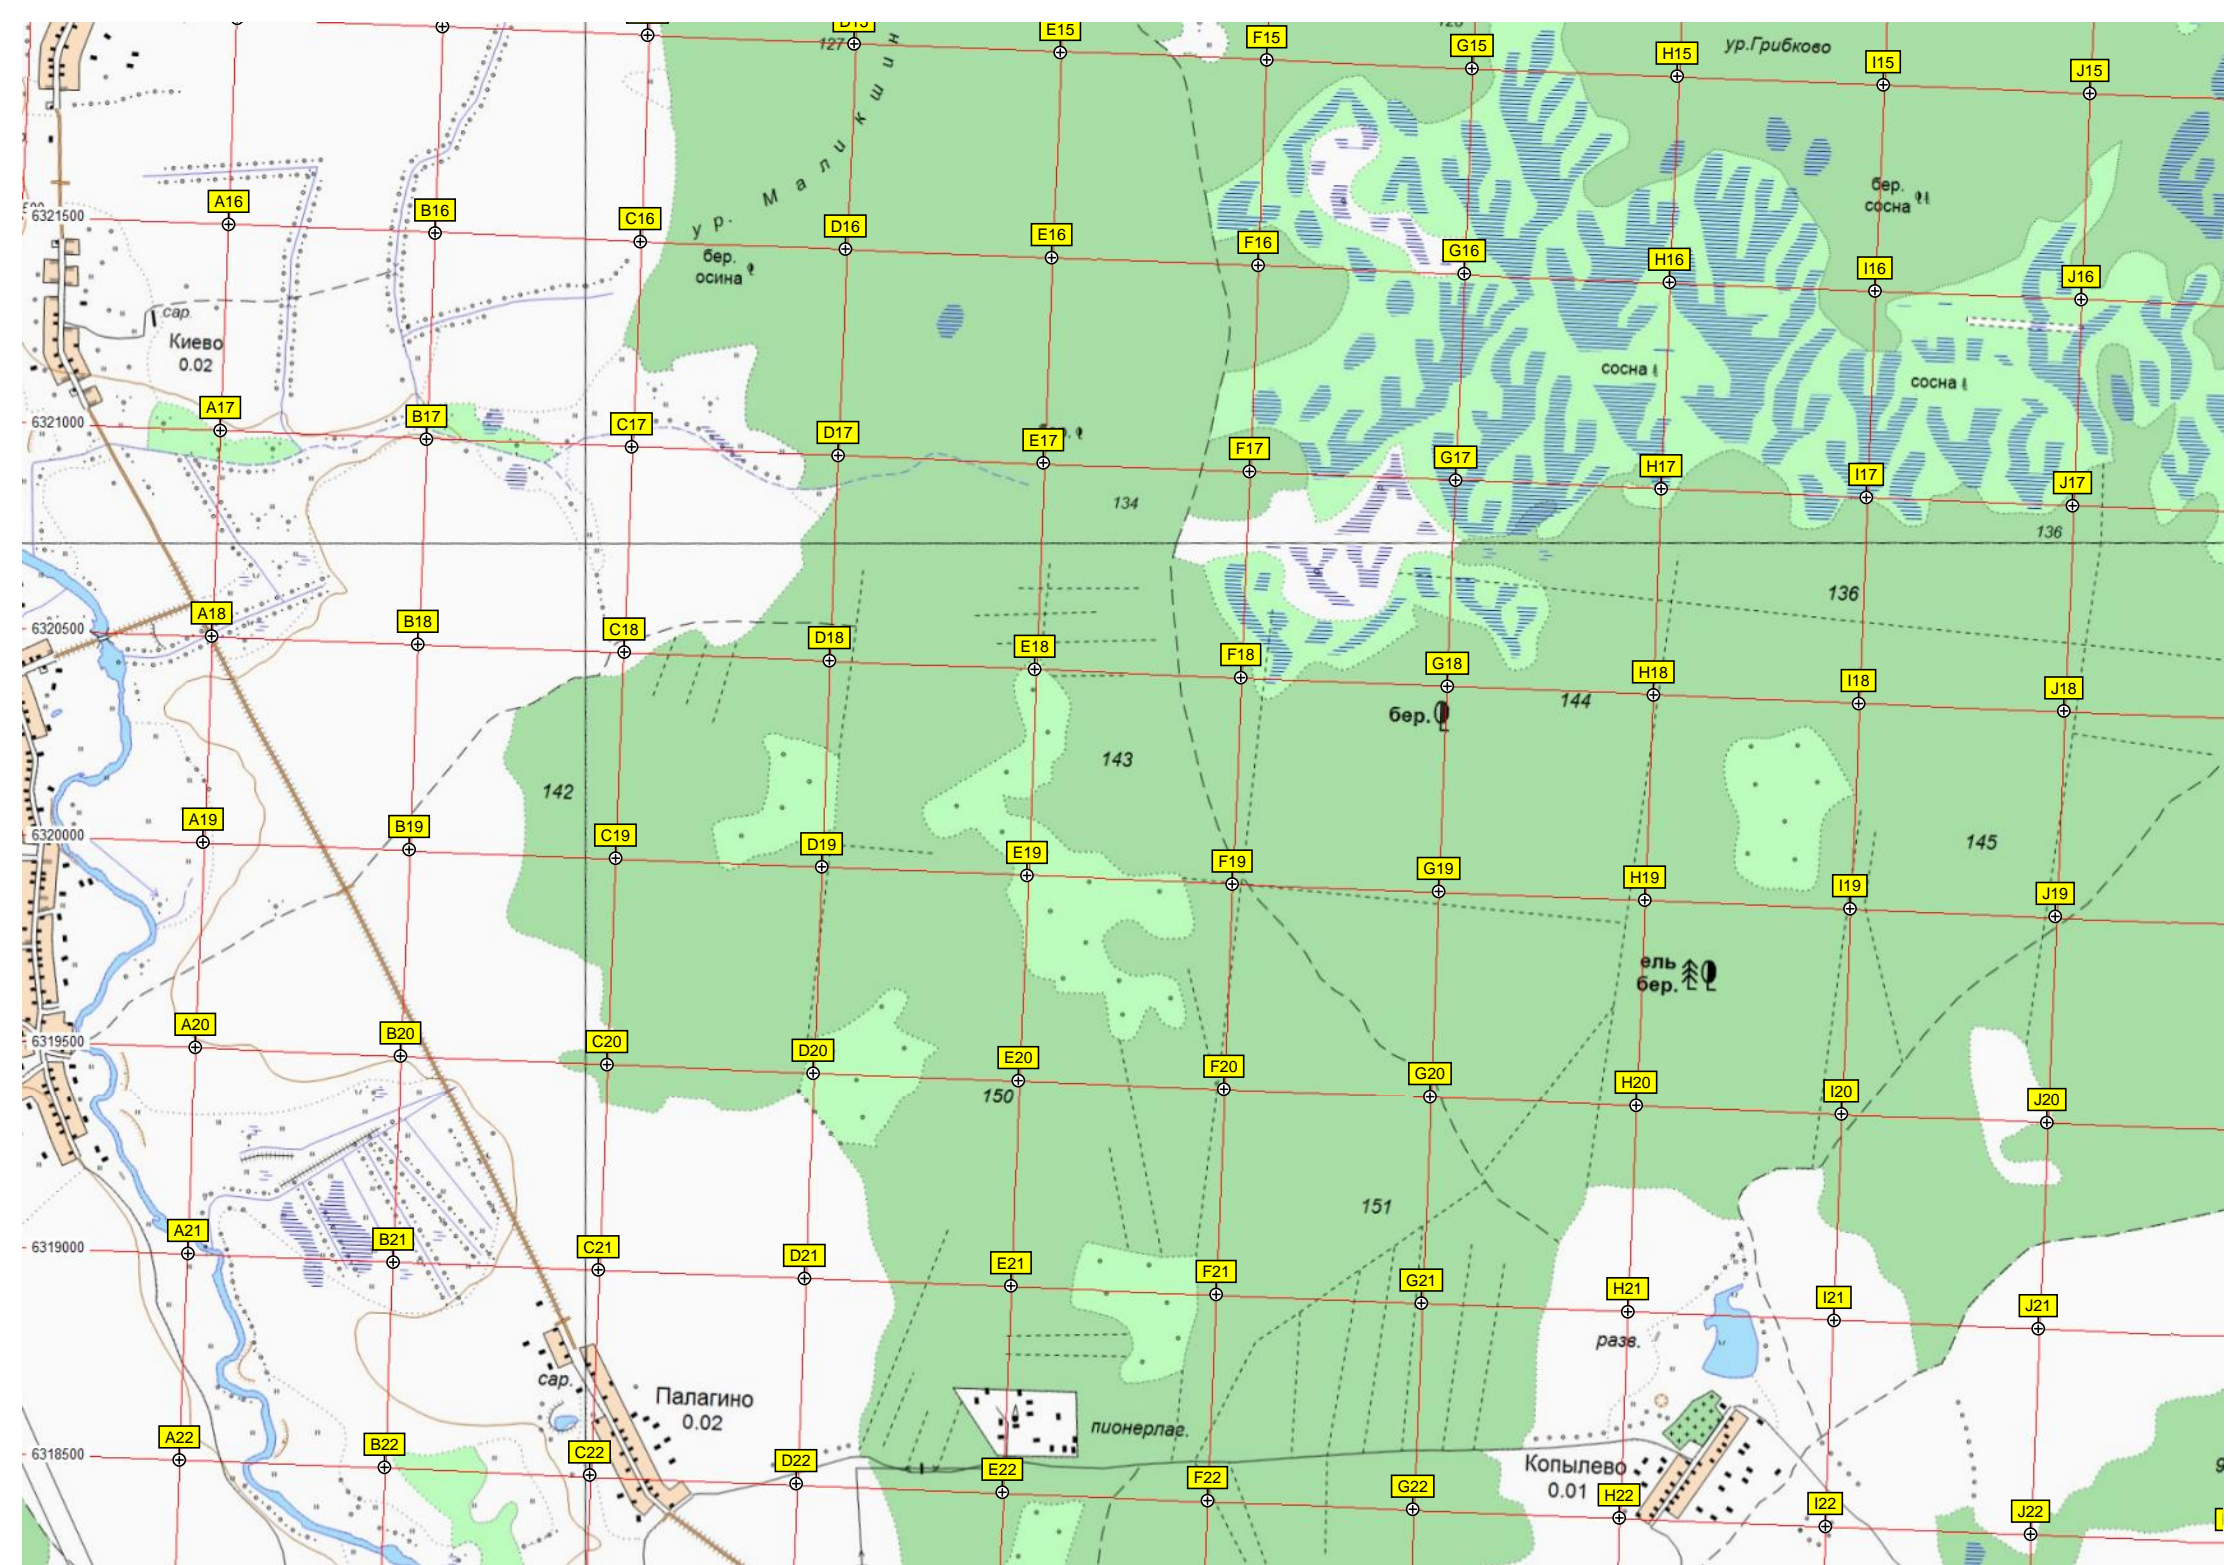 127
E15
F15
G15
H15
ур.Грибково
I15
J15
ур. Маликшин
6321500
A16
B16
C16
D16
E16
F16
G16
H16
I16
J16
бер.
осина
бер.
сосна
сар.
Киево
0.02
сосна
сосна
6321000
A17
B17
C17
D17
E17
F17
G17
H17
I17
J17
134
136
136
6320500
A18
B18
C18
D18
E18
F18
G18
H18
I18
J18
бер.
144
143
142
145
6320000
A19
B19
C19
D19
E19
F19
G19
H19
I19
J19
ель
бер.
6319500
A20
B20
C20
D20
E20
F20
G20
H20
I20
J20
150
151
6319000
A21
B21
C21
D21
E21
F21
G21
H21
I21
J21
разв.
сар.
Палагино
0.02
пионерлаг.
Копылево
0.01
6318500
A22
B22
C22
D22
E22
F22
G22
H22
I22
J22